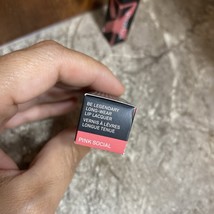 BE LEGENDARY
LONG-WEAR
LIP LACQUER
VERNIS À LÈVRES
LONGUE TENUE
PINK SOCIAL